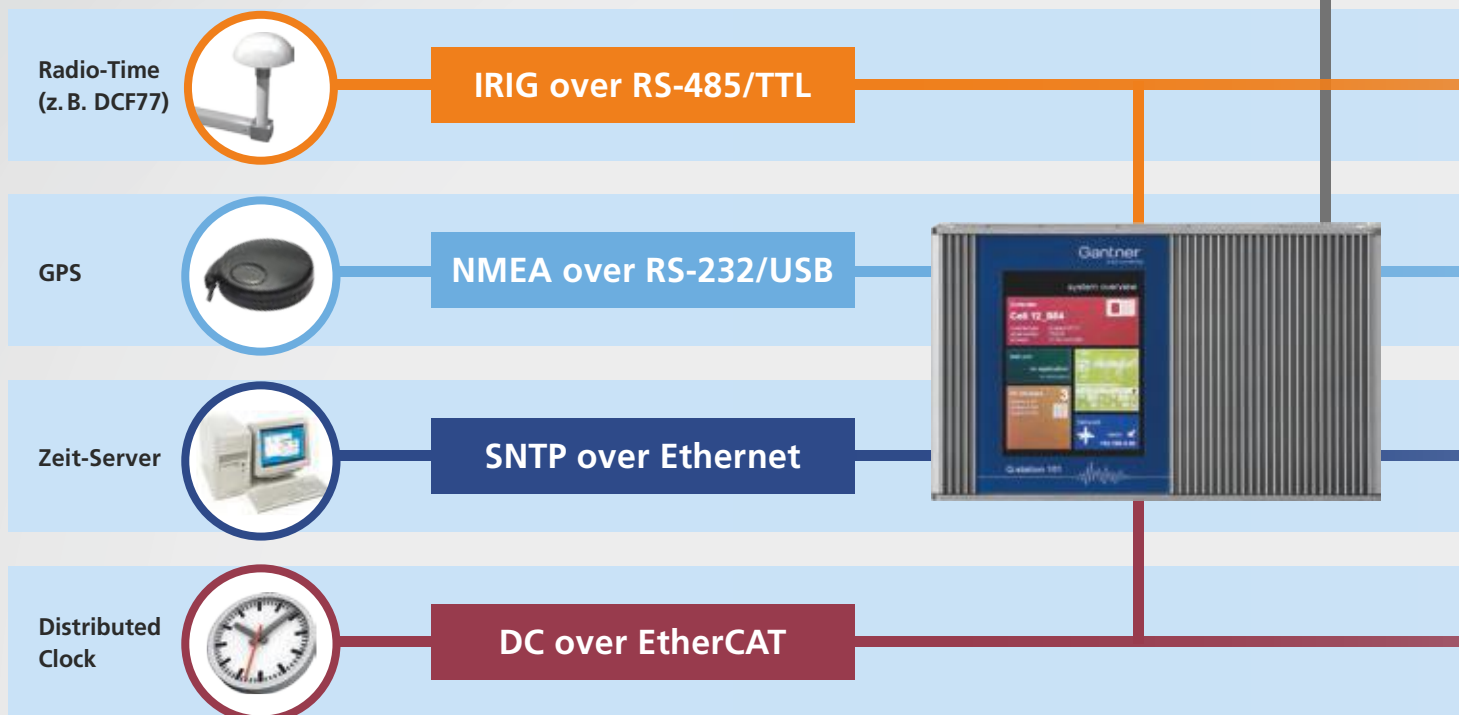 Radio-Time
(z. B. DCF77)
IRIG over RS-485/TTL
GPS
NMEA over RS-232/USB
Gantner
system overview
Cell 12_B84
3
Zeit-Server
SNTP over Ethernet
Q.station 101
Distributed
Clock
DC over EtherCAT